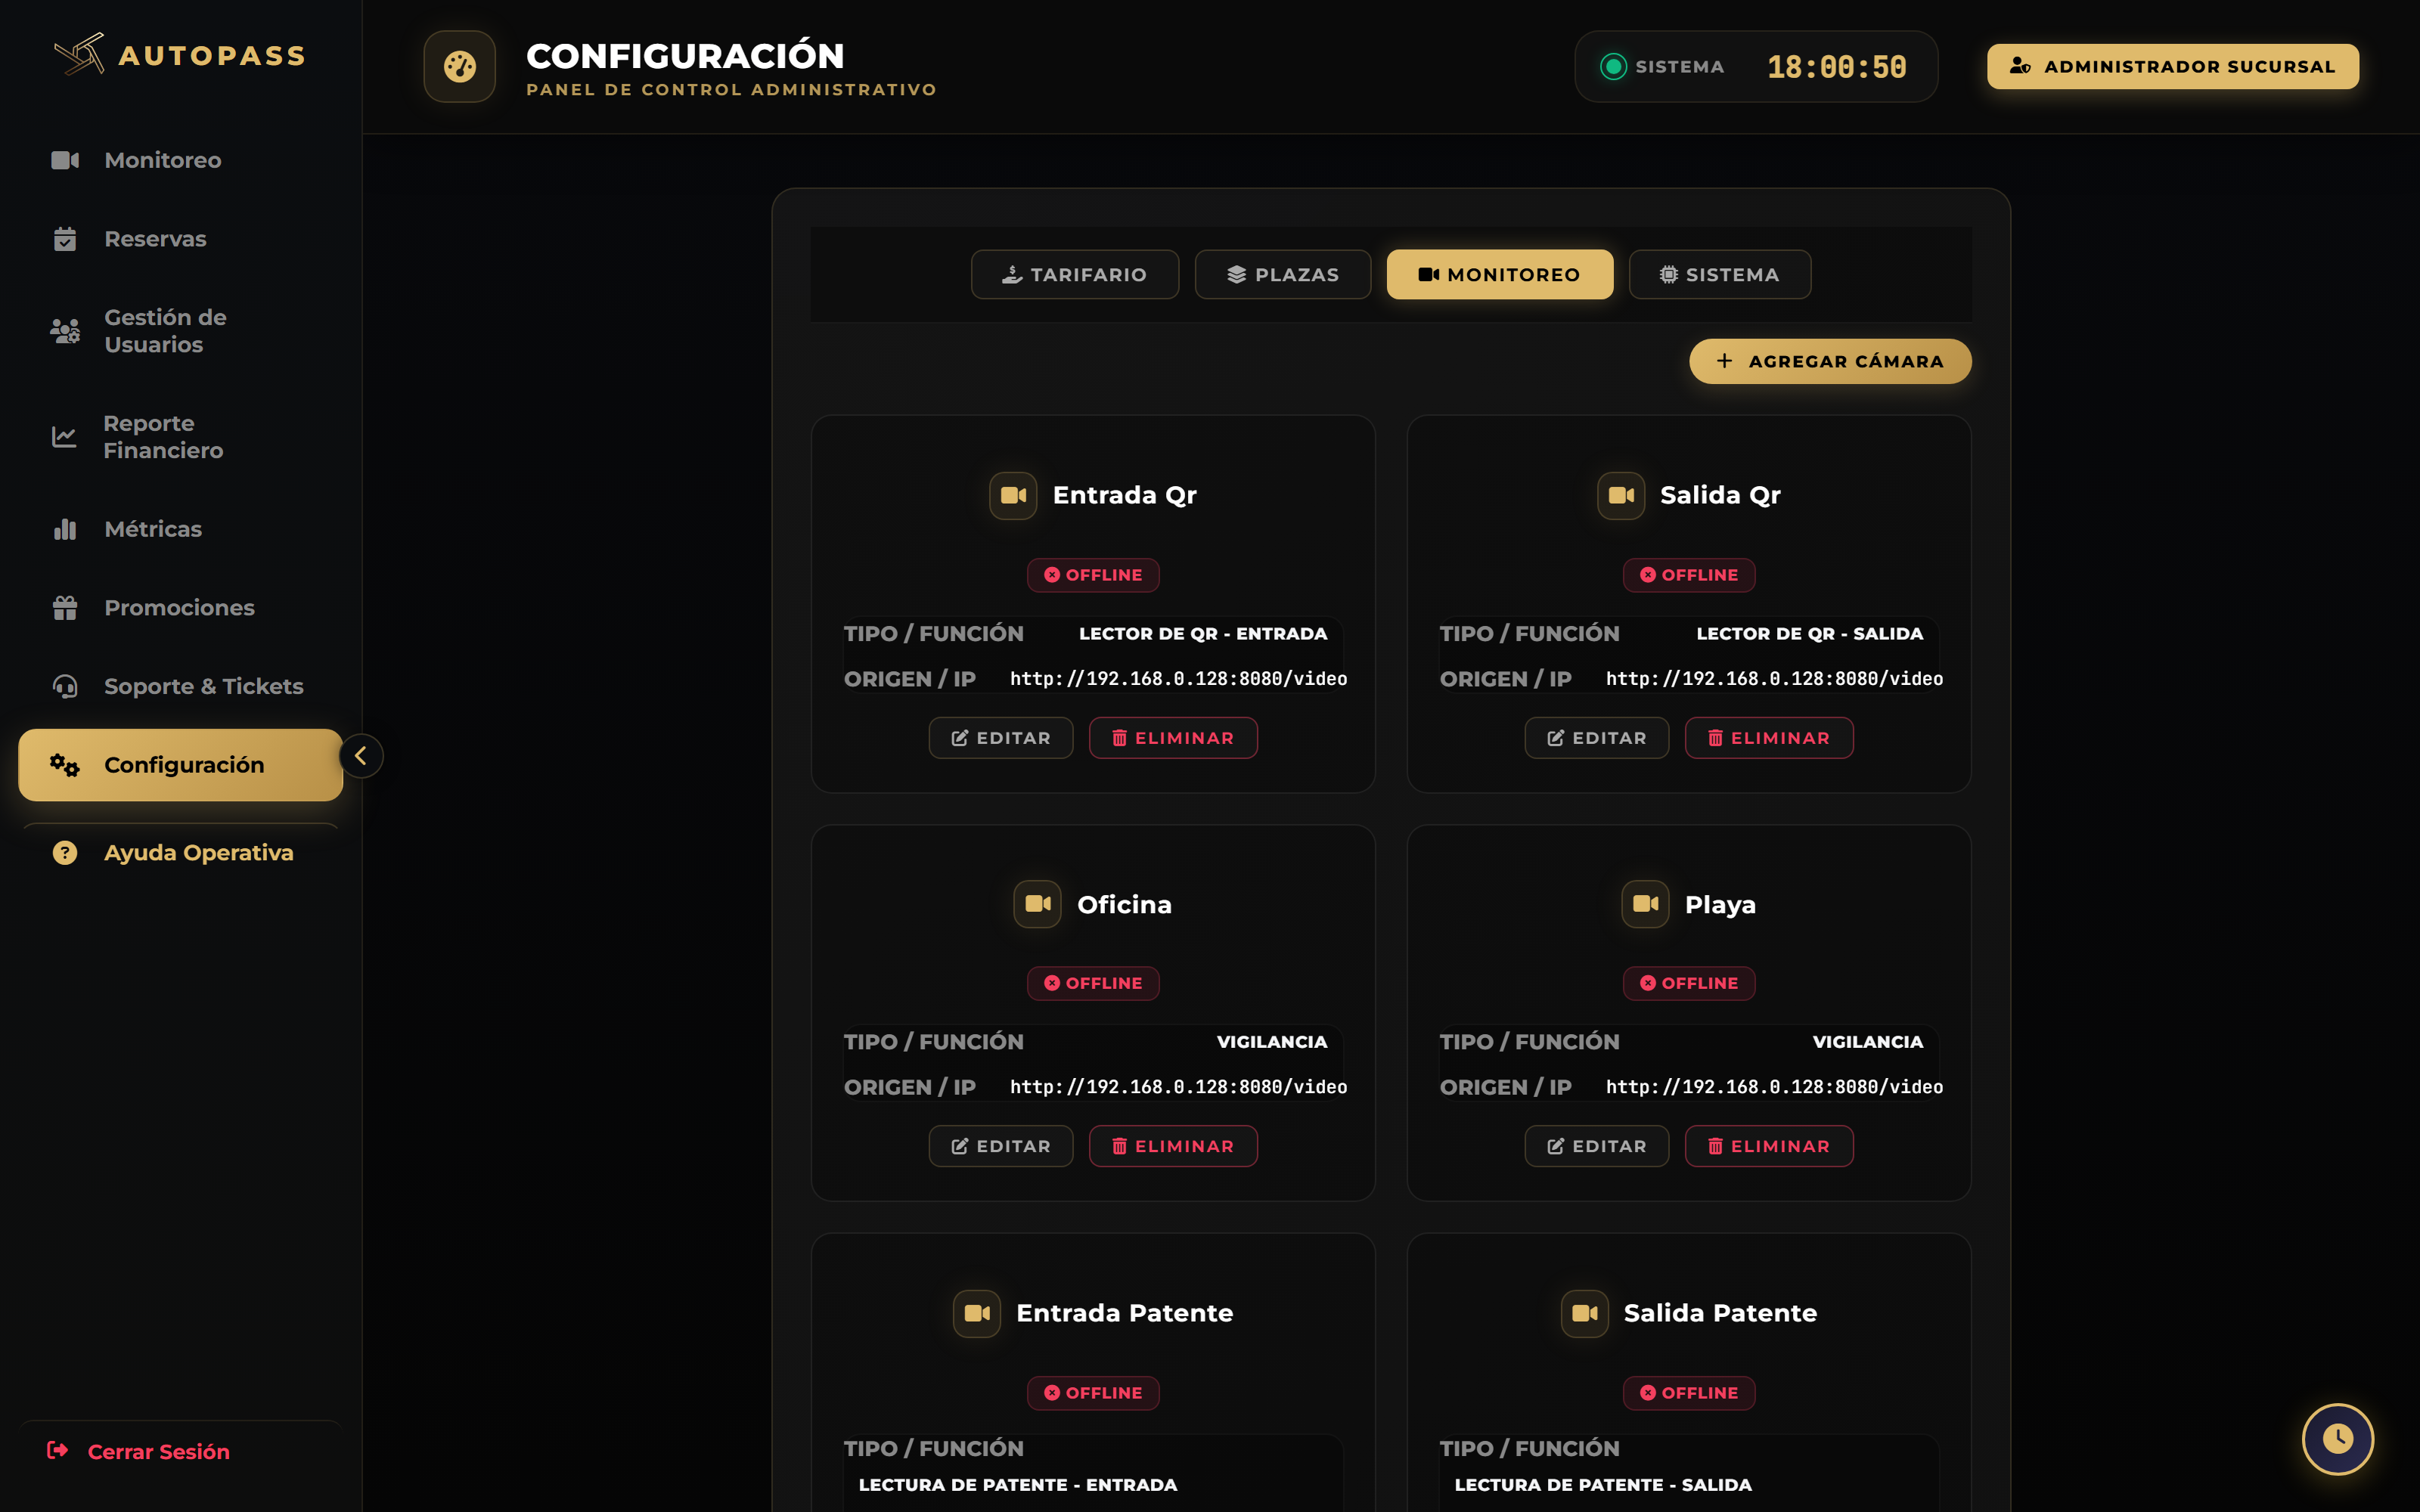 AUTOPASS
CONFIGURACIÓN
PANEL DE CONTROL ADMINISTRATIVO
SISTEMA
18:00:50
ADMINISTRADOR SUCURSAL
Monitoreo
Reservas
Gestión de
Usuarios
Reporte
Financiero
Métricas
Promociones
Soporte & Tickets
Configuración
Ayuda Operativa
Cerrar Sesión
TARIFARIO
PLAZAS
MONITOREO
SISTEMA
AGREGAR CÁMARA
Entrada Qr
OFFLINE
TIPO / FUNCIÓN LECTOR DE QR - ENTRADA
ORIGEN / IP http://192.168.0.128:8080/video
EDITAR ELIMINAR
Salida Qr
OFFLINE
TIPO / FUNCIÓN LECTOR DE QR - SALIDA
ORIGEN / IP http://192.168.0.128:8080/video
EDITAR ELIMINAR
Oficina
OFFLINE
TIPO / FUNCIÓN VIGILANCIA
ORIGEN / IP http://192.168.0.128:8080/video
EDITAR ELIMINAR
Playa
OFFLINE
TIPO / FUNCIÓN VIGILANCIA
ORIGEN / IP http://192.168.0.128:8080/video
EDITAR ELIMINAR
Entrada Patente
OFFLINE
TIPO / FUNCIÓN
LECTURA DE PATENTE - ENTRADA
Salida Patente
OFFLINE
TIPO / FUNCIÓN
LECTURA DE PATENTE - SALIDA